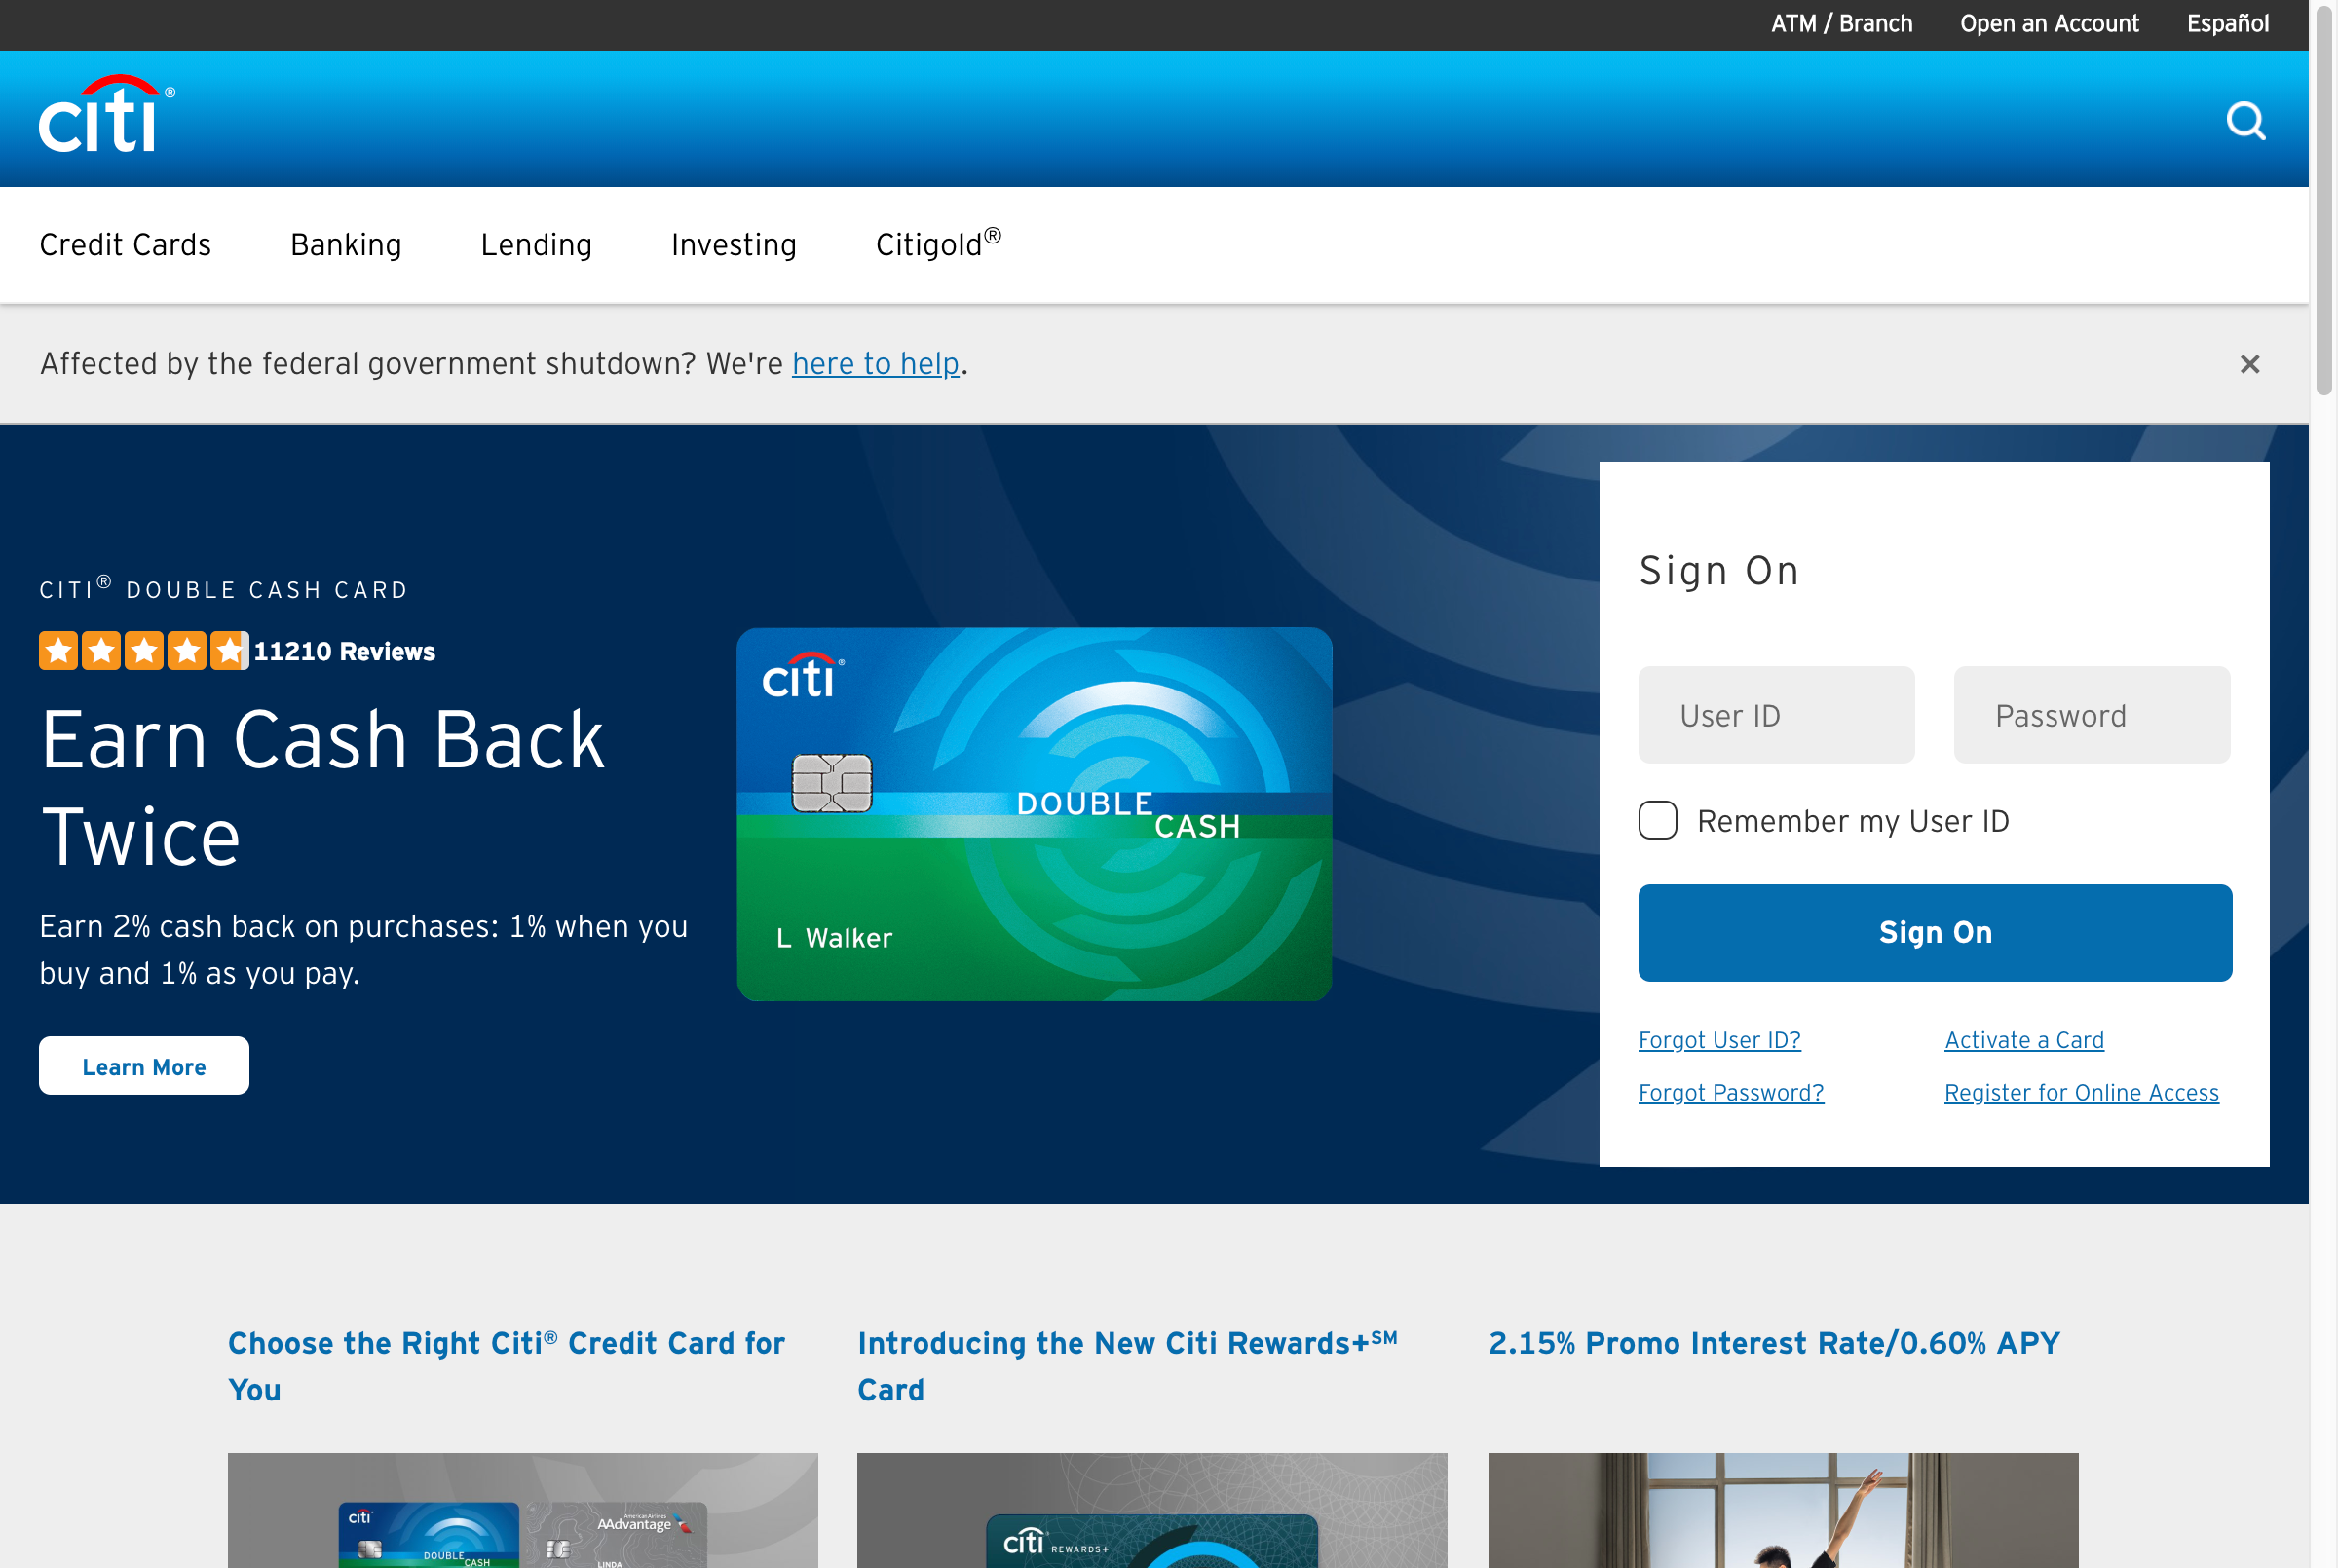 ATM / Branch
Open an Account
Español
citi®
Credit Cards
Banking
Lending
Investing
Citigold®
Affected by the federal government shutdown? We're here to help.
×
CITI® DOUBLE CASH CARD
11210 Reviews
Earn Cash Back
Twice
Earn 2% cash back on purchases: 1% when you
buy and 1% as you pay.
Learn More
citi®
DOUBLE
CASH
L Walker
Sign On
User ID
Password
Remember my User ID
Sign On
Forgot User ID?
Activate a Card
Forgot Password?
Register for Online Access
Choose the Right Citi® Credit Card for
You
Introducing the New Citi Rewards+SM
Card
2.15% Promo Interest Rate/0.60% APY
citi
DOUBLE
CASH
American Airlines
AAdvantage
LINDA
citi
REWARDS+